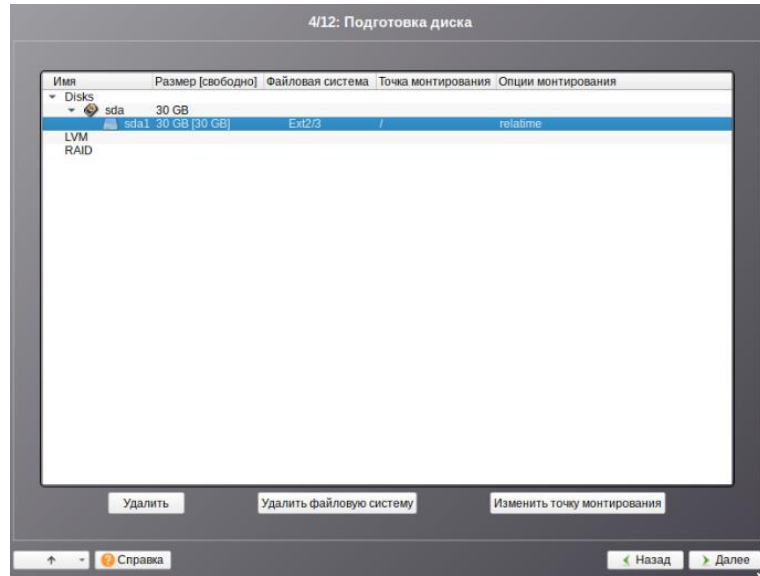 4/12: Подготовка диска
Имя Размер [свободно] Файловая система Точка монтирования Опции монтирования
Disks
sda 30 GB
sda1 30 GB [30 GB] Ext2/3 / relatime
LVM
RAID
Удалить Удалить файловую систему Изменить точку монтирования
Справка Назад Далее